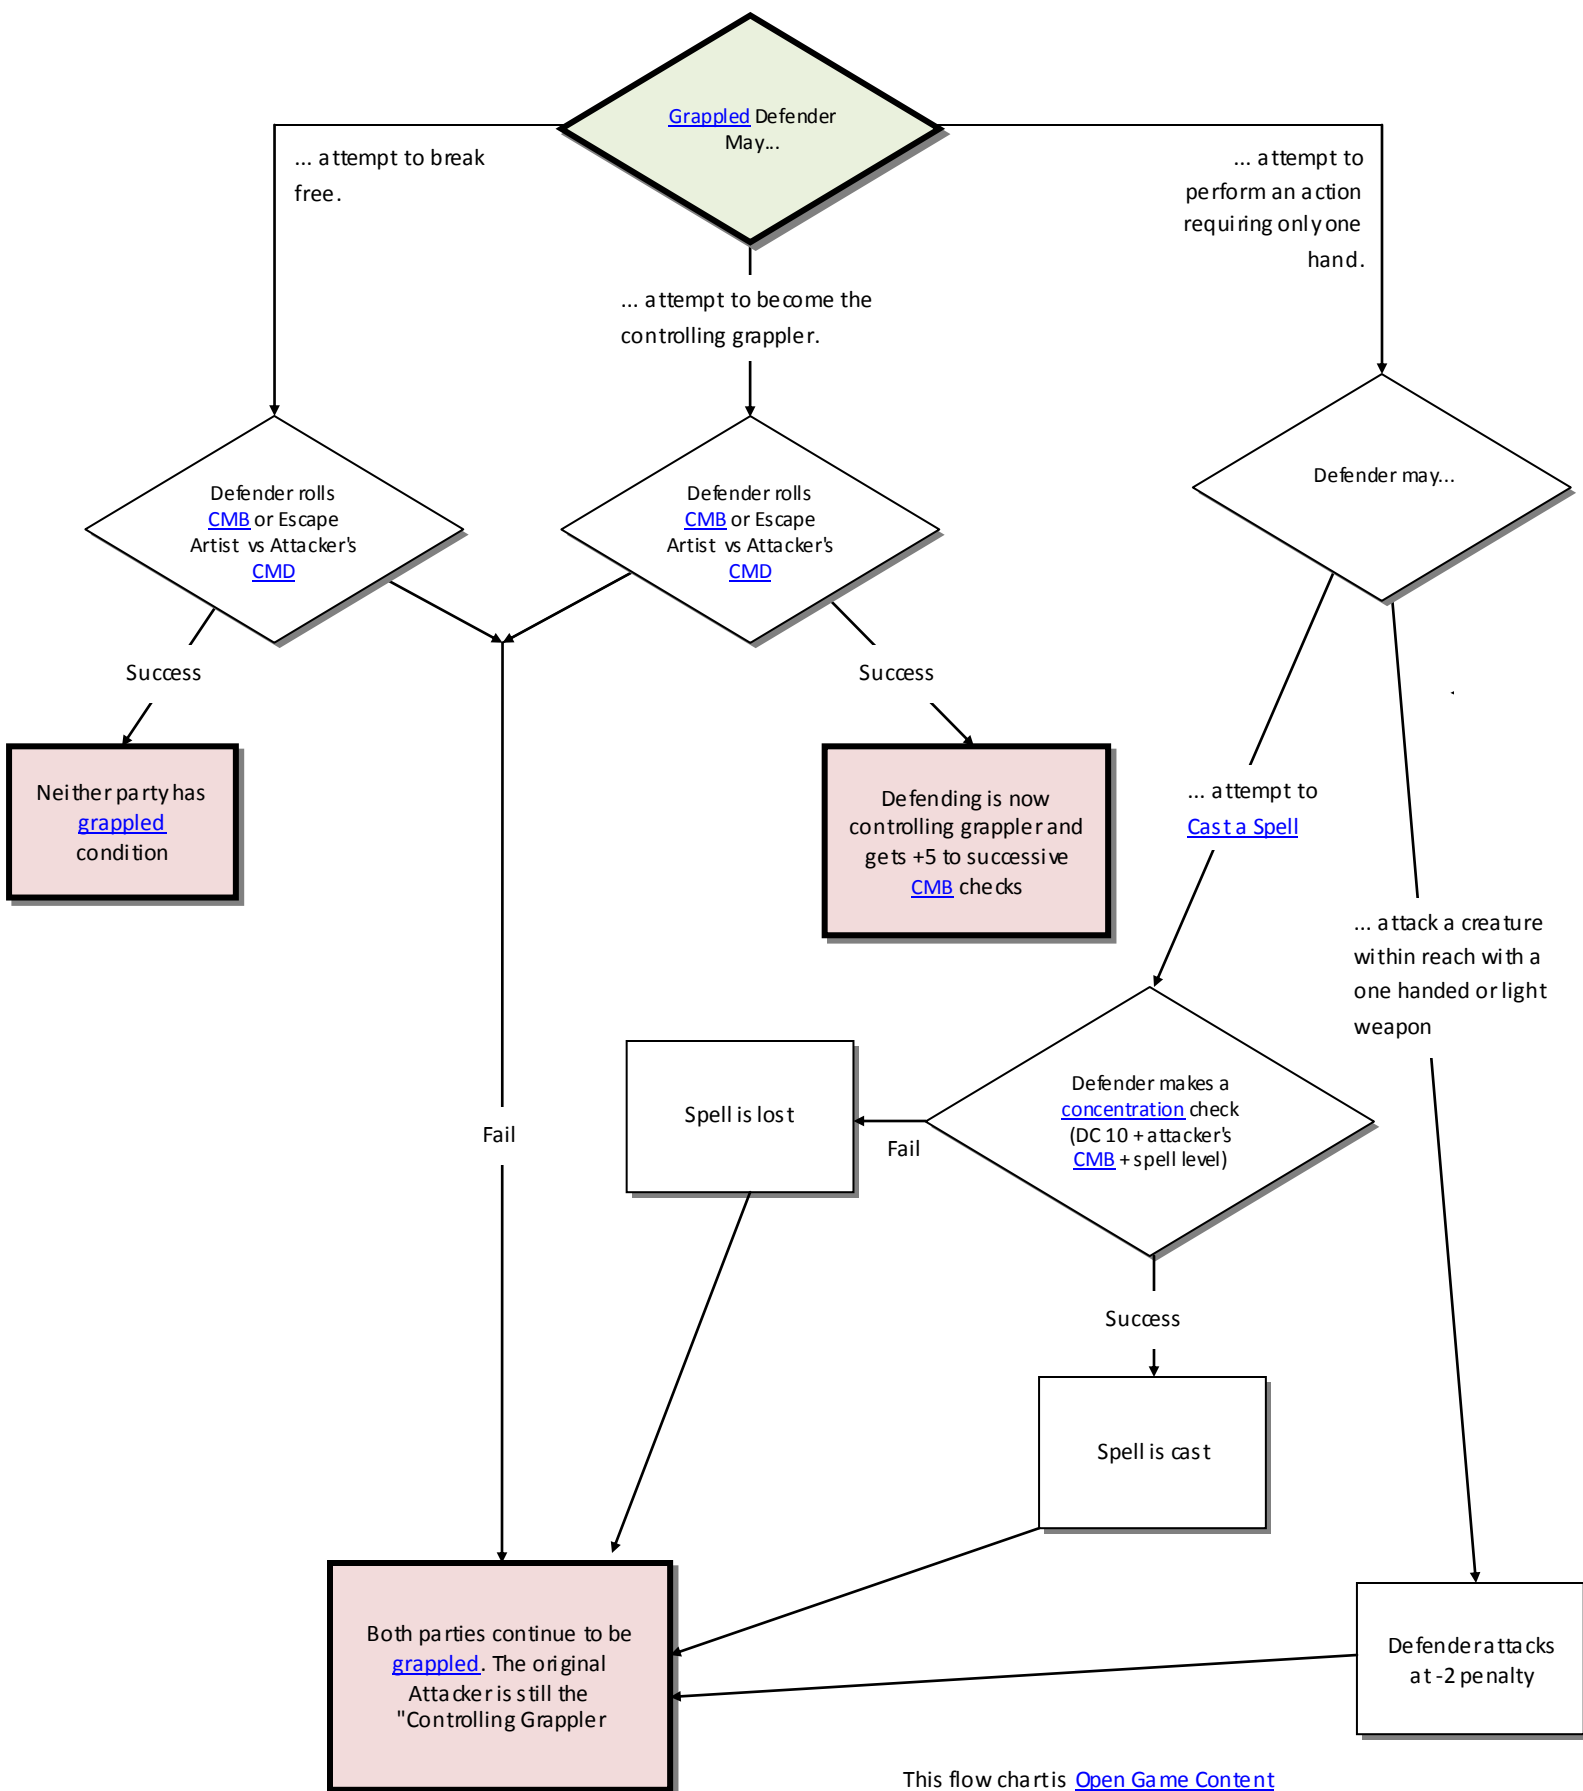 Grappled Defender
May...
... attempt to break
free.
... attempt to
perform an action
requiring only one
hand.
... attempt to become the
controlling grappler.
Defender rolls
CMB or Escape
Artist vs Attacker's
CMD
Defender rolls
CMB or Escape
Artist vs Attacker's
CMD
Defender may...
Success
Success
Neither party has
grappled
condition
Defending is now
controlling grappler and
gets +5 to successive
CMB checks
... attempt to
Cast a Spell
... attack a creature
within reach with a
one handed or light
weapon
Spell is lost
Fail
Defender makes a
concentration check
(DC 10 + attacker's
CMB + spell level)
Fail
Success
Spell is cast
Both parties continue to be
grappled. The original
Attacker is still the
"Controlling Grappler
Defender attacks
at -2 penalty
This flow chart is Open Game Content